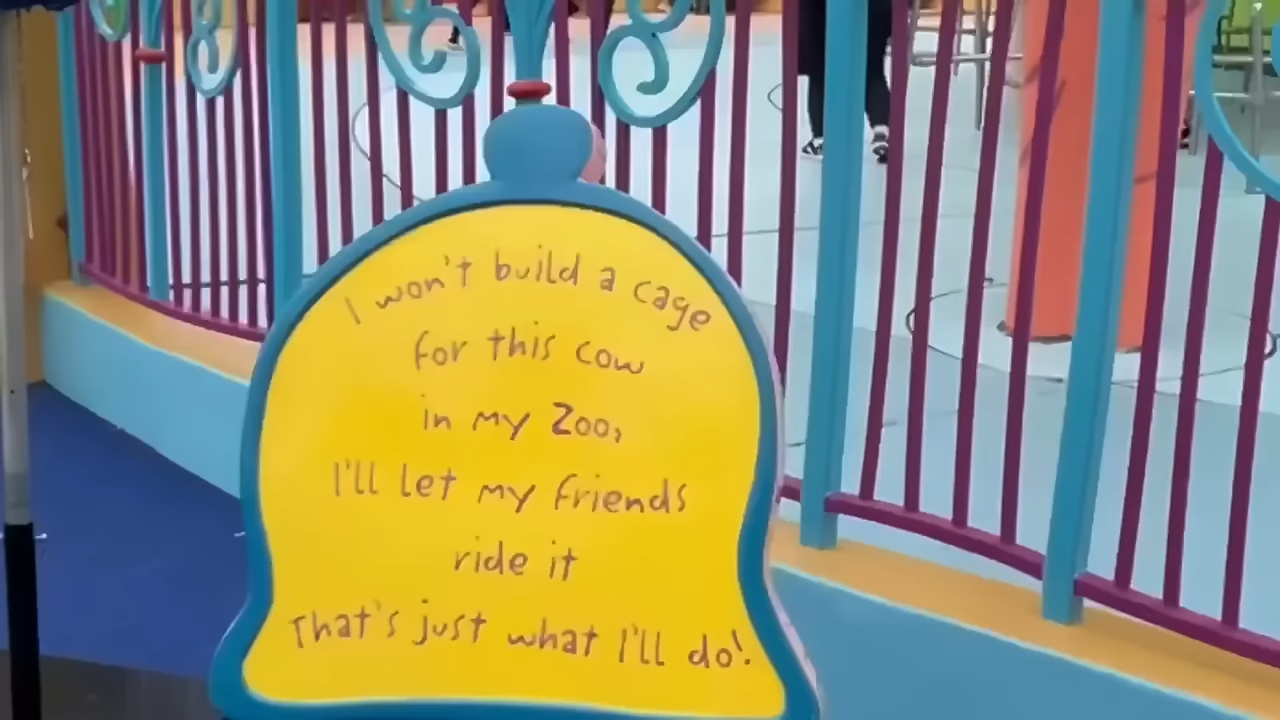 I won't build a cage
for this cow
in my Zoo,
I'll let my friends
ride it
That's just what I'll do!